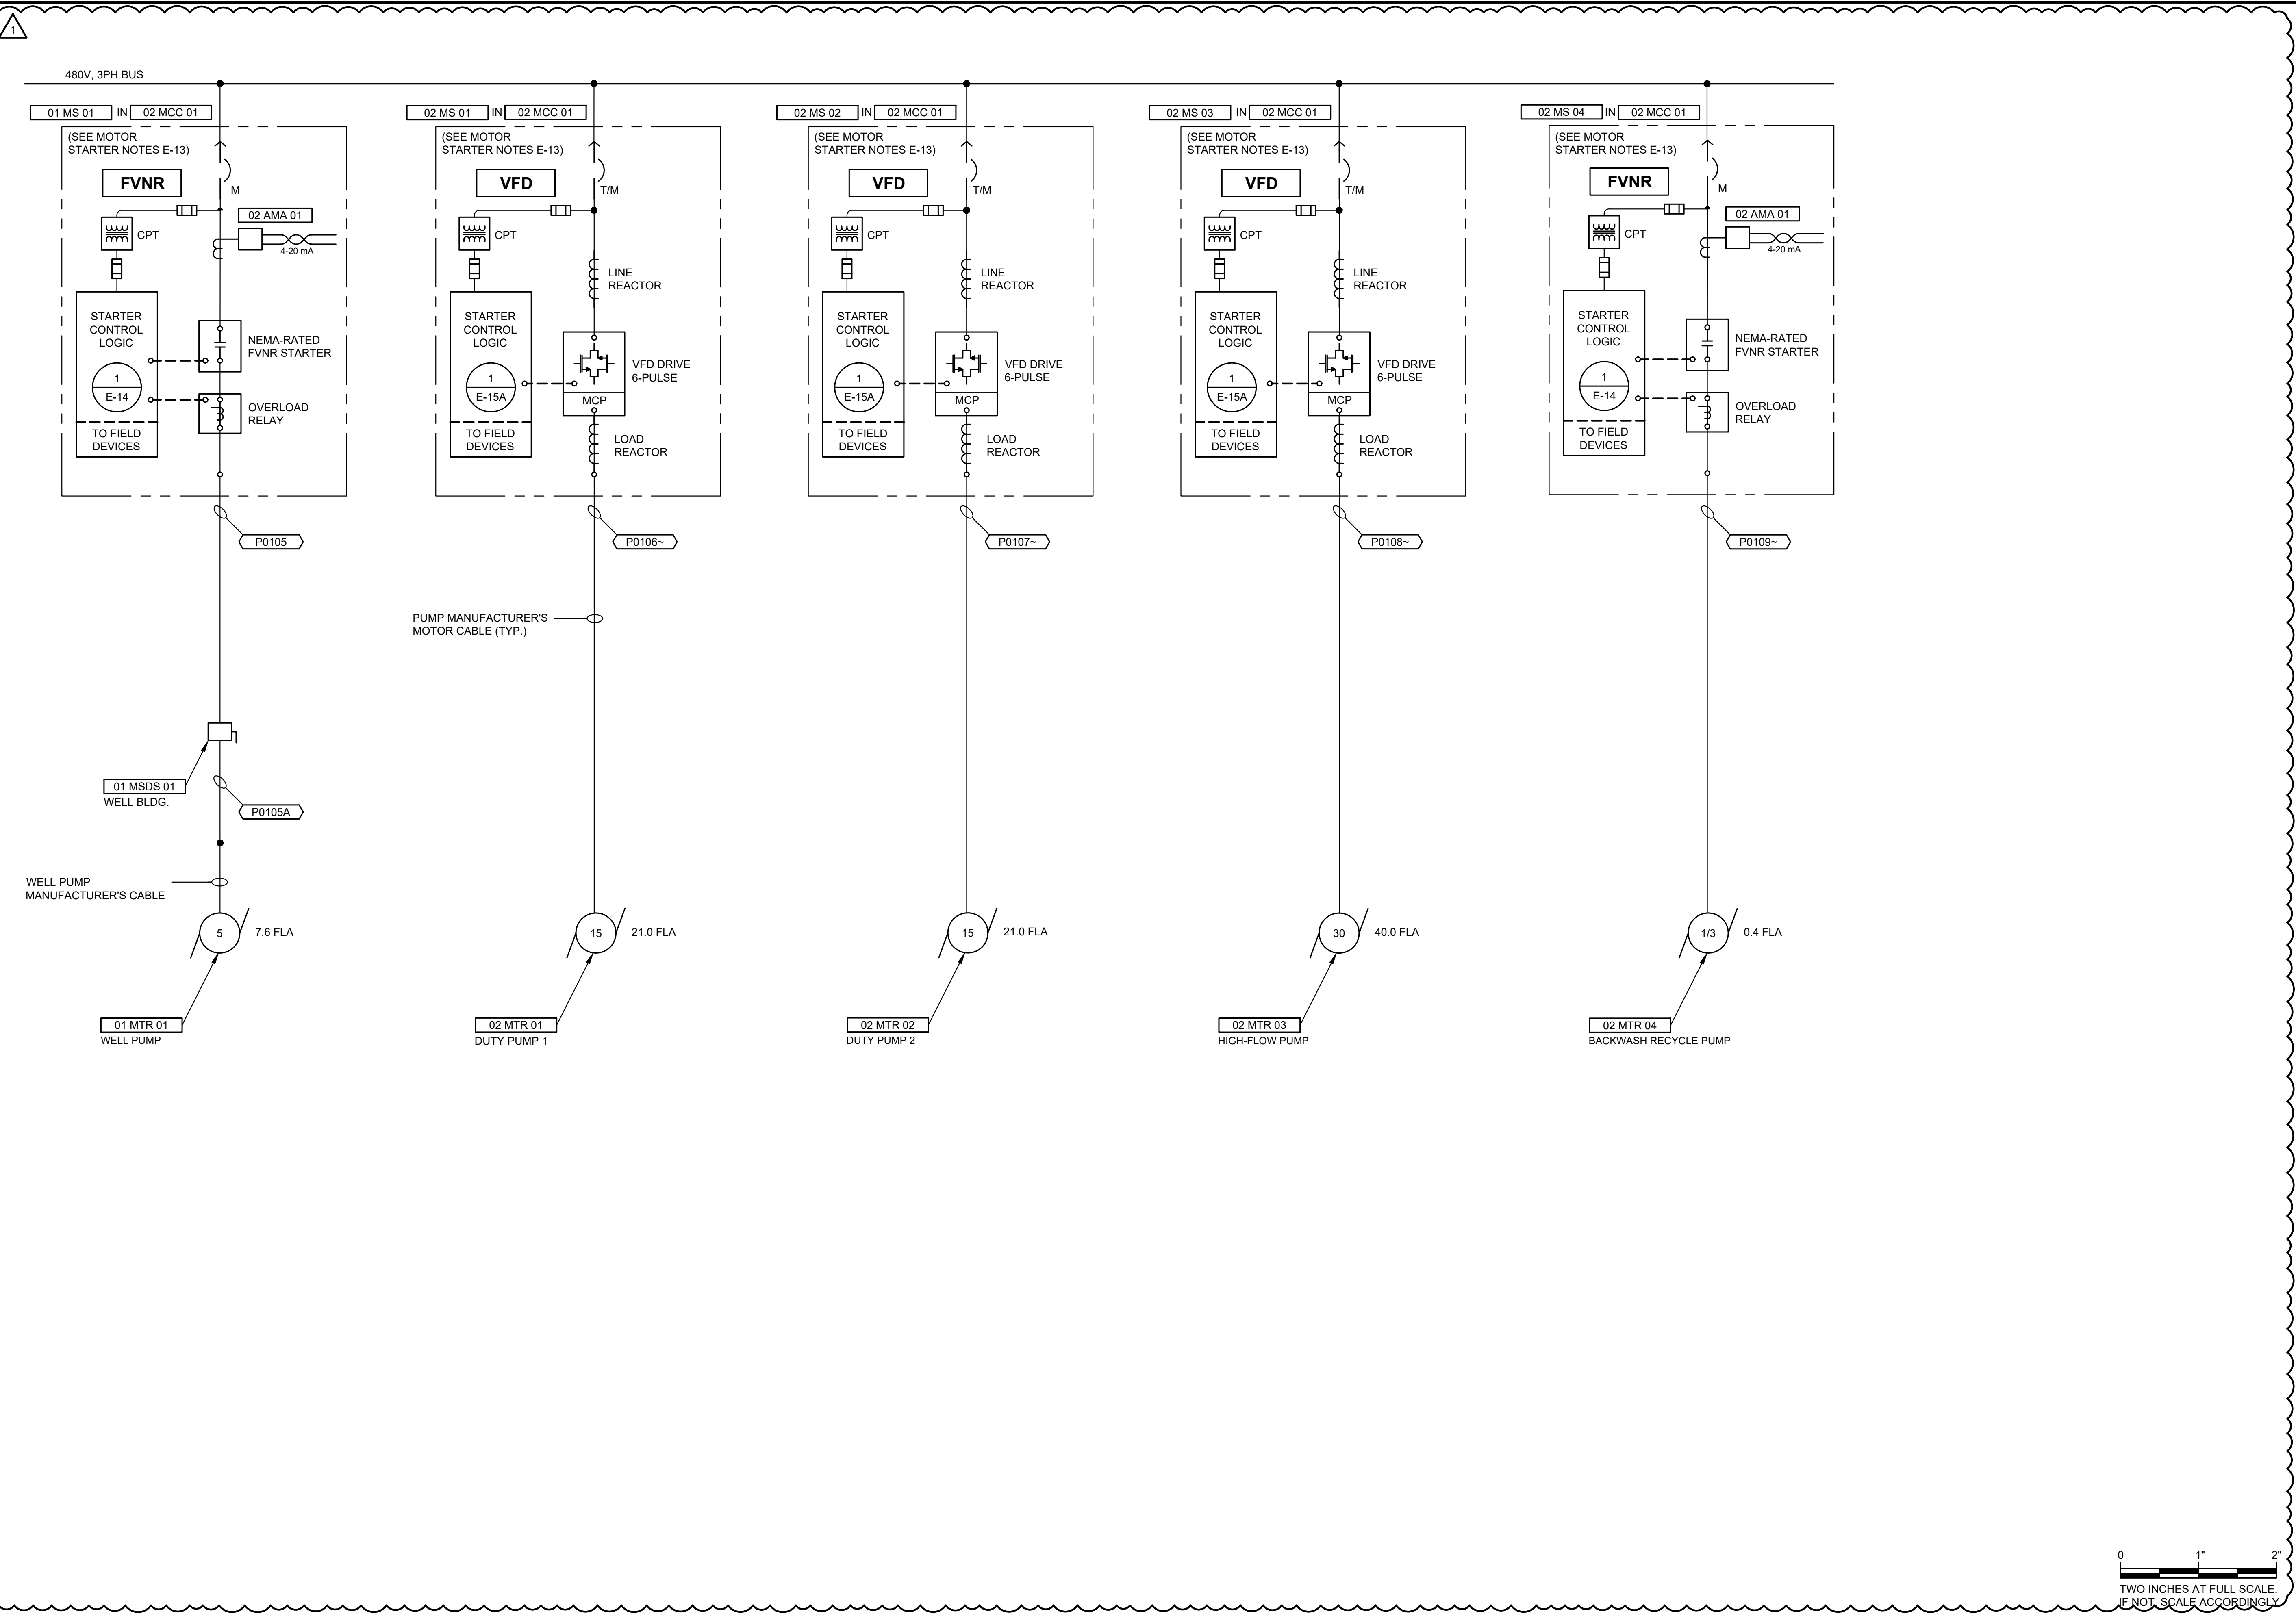 1
480V, 3PH BUS
01 MS 01 IN 02 MCC 01
(SEE MOTOR
STARTER NOTES E-13)
FVNR
M
02 AMA 01
CPT
4-20 mA
STARTER
CONTROL
LOGIC
NEMA-RATED
FVNR STARTER
1
E-14
OVERLOAD
RELAY
TO FIELD
DEVICES
P0105
01 MSDS 01
WELL BLDG.
P0105A
WELL PUMP
MANUFACTURER'S CABLE
5
7.6 FLA
01 MTR 01
WELL PUMP
02 MS 01 IN 02 MCC 01
(SEE MOTOR
STARTER NOTES E-13)
VFD
T/M
CPT
LINE
REACTOR
STARTER
CONTROL
LOGIC
VFD DRIVE
6-PULSE
1
E-15A
MCP
TO FIELD
DEVICES
LOAD
REACTOR
P0106~
PUMP MANUFACTURER'S
MOTOR CABLE (TYP.)
15
21.0 FLA
02 MTR 01
DUTY PUMP 1
02 MS 02 IN 02 MCC 01
(SEE MOTOR
STARTER NOTES E-13)
VFD
T/M
CPT
LINE
REACTOR
STARTER
CONTROL
LOGIC
VFD DRIVE
6-PULSE
1
E-15A
MCP
TO FIELD
DEVICES
LOAD
REACTOR
P0107~
15
21.0 FLA
02 MTR 02
DUTY PUMP 2
02 MS 03 IN 02 MCC 01
(SEE MOTOR
STARTER NOTES E-13)
VFD
T/M
CPT
LINE
REACTOR
STARTER
CONTROL
LOGIC
VFD DRIVE
6-PULSE
1
E-15A
MCP
TO FIELD
DEVICES
LOAD
REACTOR
P0108~
30
40.0 FLA
02 MTR 03
HIGH-FLOW PUMP
02 MS 04 IN 02 MCC 01
(SEE MOTOR
STARTER NOTES E-13)
FVNR
M
02 AMA 01
CPT
4-20 mA
STARTER
CONTROL
LOGIC
NEMA-RATED
FVNR STARTER
1
E-14
OVERLOAD
RELAY
TO FIELD
DEVICES
P0109~
1/3
0.4 FLA
02 MTR 04
BACKWASH RECYCLE PUMP
0 1" 2"
TWO INCHES AT FULL SCALE.
IF NOT, SCALE ACCORDINGLY